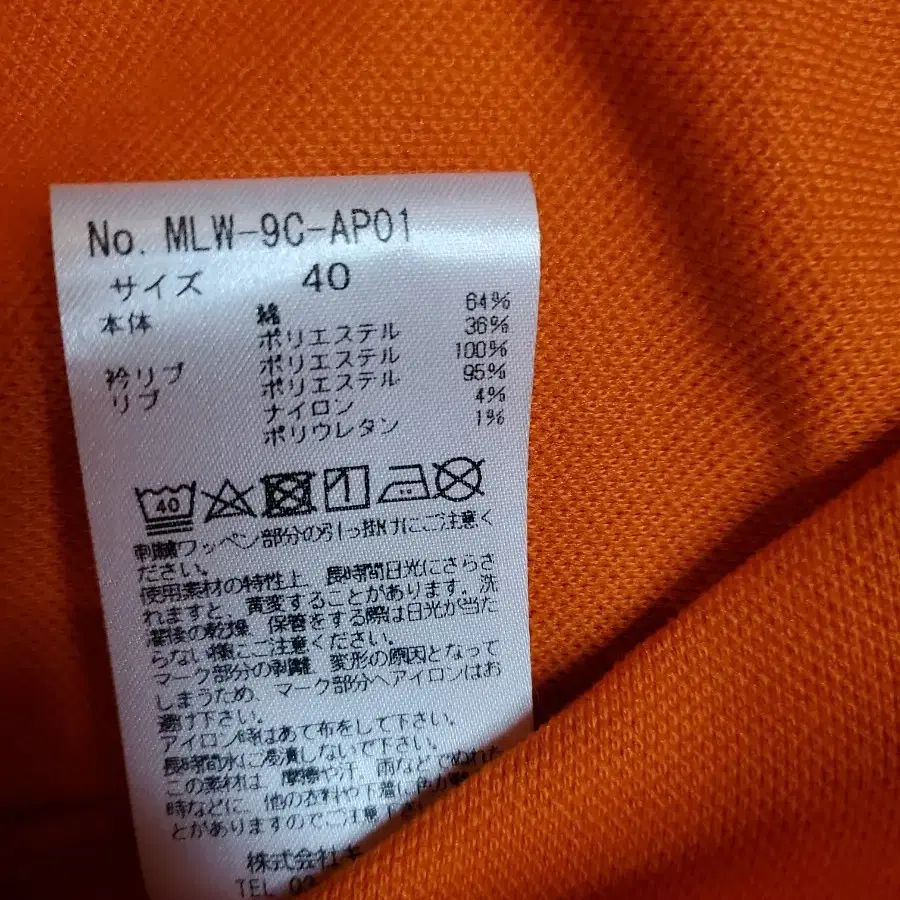 No. MLW-9C-AP01
サイズ 40
本体 綿 64%
ポリエステル 36%
衿リブ ポリエステル 100%
リブ ポリエステル 95%
ナイロン 4%
ポリウレタン 1%
40
刺繍ワッペン部分の引っ掛けにご注意く
ださい。
使用素材の特性上、長時間日光にさらさ
れますと、黄変することがあります。洗
濯後の乾燥、保管をする際は日光が当た
らない様にご注意ください。
マーク部分の剥離、変形の原因となって
しまうため、マーク部分へアイロンはお
避け下さい。
アイロン時はあて布をして下さい。
長時間水に浸漬しないで下さい。
この素材は、摩擦や汗、雨などでぬれた
時などに、他の衣料や下着に色が
とがありますのでご注意下
株式会社キ
TEL 03